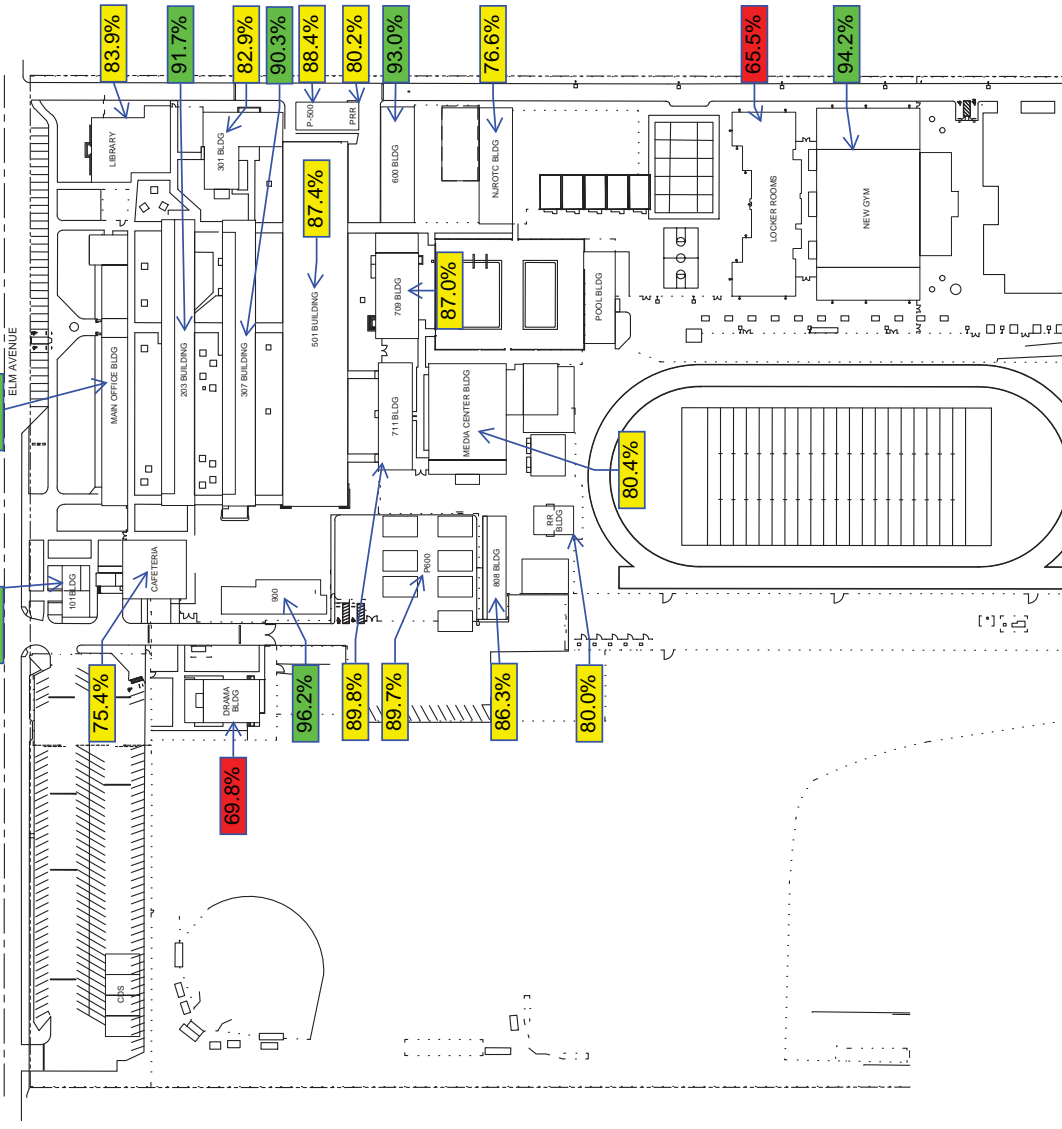 ELM AVENUE
83.9%
91.7%
82.9%
90.3%
88.4%
80.2%
93.0%
76.6%
65.5%
94.2%
LIBRARY
301 BLDG
P-500
PRR
600 BLDG
NJROTC BLDG
LOCKER ROOMS
NEW GYM
87.4%
MAIN OFFICE BLDG
203 BUILDING
307 BUILDING
501 BUILDING
709 BLDG
87.0%
POOL BLDG
711 BLDG
MEDIA CENTER BLDG
80.4%
101BLDG
CAFETERIA
900
P600
808 BLDG
RR
BLDG
75.4%
DRAMA
BLDG
96.2%
89.8%
89.7%
86.3%
80.0%
69.8%
COS